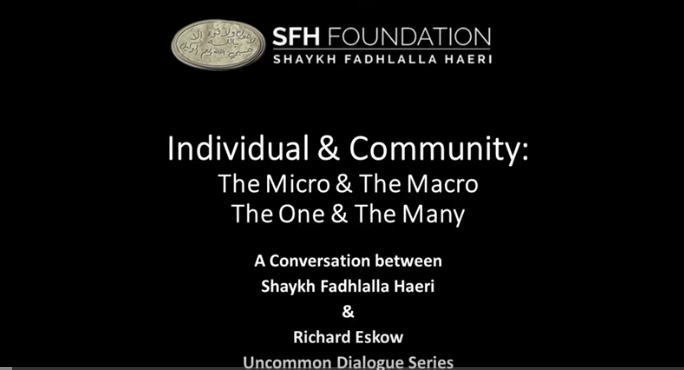 SFH FOUNDATION
SHAYKH FADHLALLA HAERI
Individual & Community:
The Micro & The Macro
The One & The Many
A Conversation between
Shaykh Fadhlalla Haeri
&
Richard Eskow
Uncommon Dialogue Series